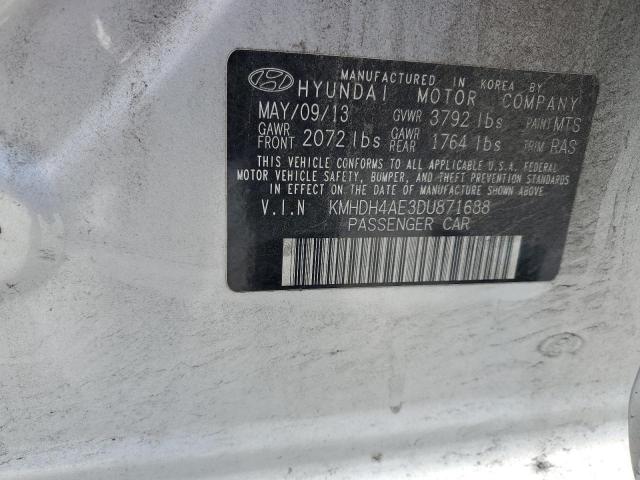 MANUFACTURED IN KOREA BY
HYUNDAI MOTOR COMPANY
MAY/09/13 GVWR 3792 lbs PAINT MTS
GAWR FRONT 2072 lbs GAWR REAR 1764 lbs TRIM RAS
THIS VEHICLE CONFORMS TO ALL APPLICABLE U.S.A. FEDERAL
MOTOR VEHICLE SAFETY, BUMPER, AND THEFT PREVENTION STANDARDS
IN EFFECT ON THE DATE OF MANUFACTURE SHOWN ABOVE.
V.I.N KMHDH4AE3DU871688
PASSENGER CAR